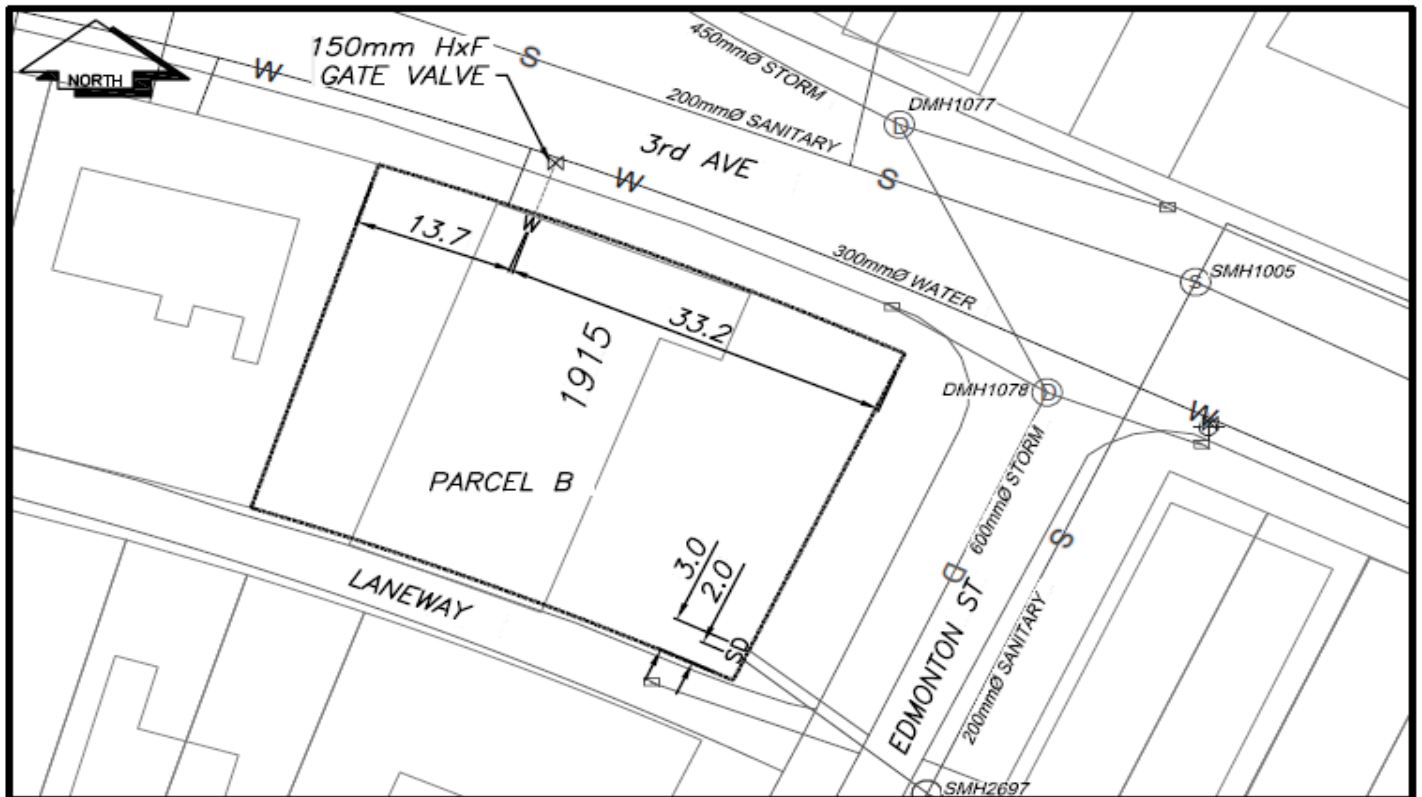 NORTH
W
150mm HxF
GATE VALVE
S
450mmØ STORM
200mmØ SANITARY
DMH1077
D
3rd AVE
W
S
13.7
W
33.2
300mmØ WATER
SMH1005
S
1915
DMH1078
D
W
PARCEL B
600mmØ STORM
S
3.0
2.0
D
LANEWAY
SD
EDMONTON ST
200mmØ SANITARY
SMH2697